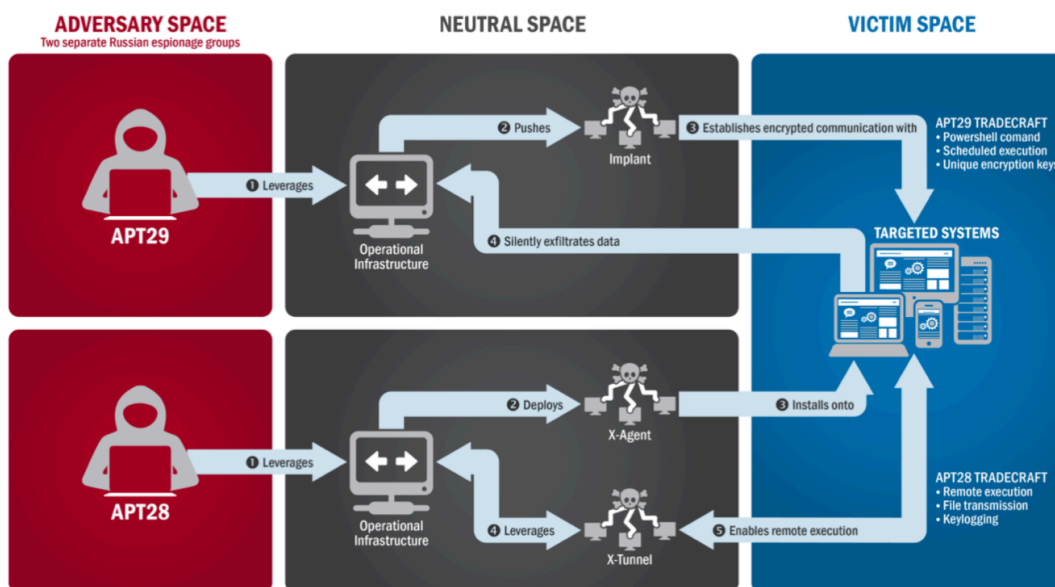 ADVERSARY SPACE
Two separate Russian espionage groups
NEUTRAL SPACE
VICTIM SPACE
APT29
❶ Leverages
Operational
Infrastructure
❷ Pushes
Implant
❸ Establishes encrypted communication with
❹ Silently exfiltrates data
APT29 TRADECRAFT
• Powershell comand
• Scheduled execution
• Unique encryption keys
TARGETED SYSTEMS
APT28
❶ Leverages
Operational
Infrastructure
❷ Deploys
X-Agent
❸ Installs onto
❹ Leverages
X-Tunnel
❺ Enables remote execution
APT28 TRADECRAFT
• Remote execution
• File transmission
• Keylogging